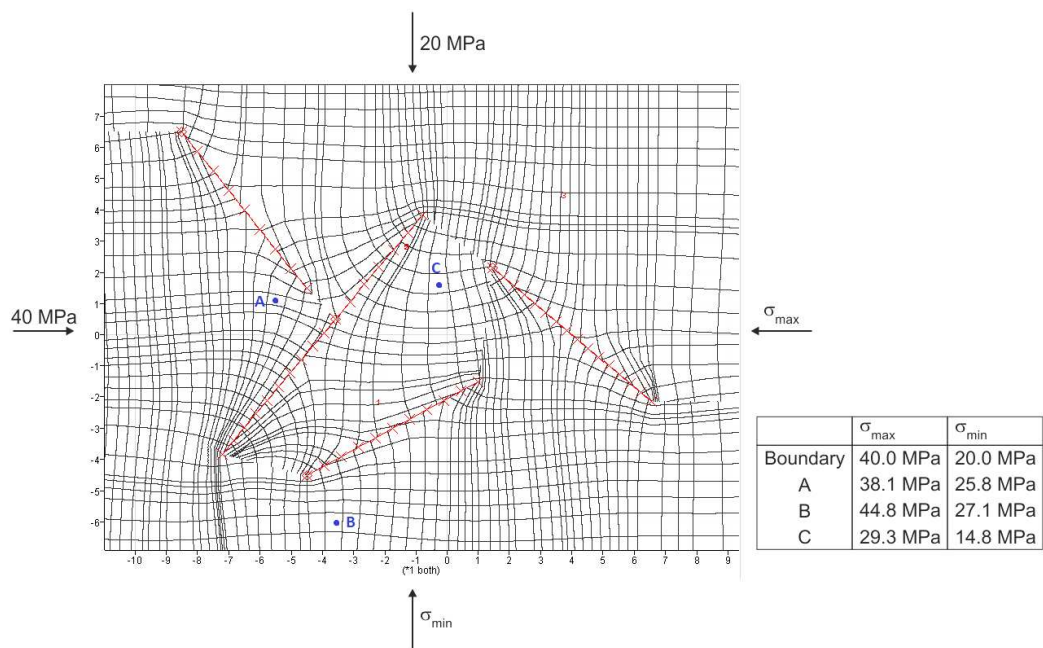 20 MPa
7
6
5
4
3
2
1
0
-1
-2
-3
-4
-5
-6
3
C
A
1
B
40 MPa
σmax
-10 -9 -8 -7 -6 -5 -4 -3 -2 -1 0 1 2 3 4 5 6 7 8 9
(*1 both)
σmin
σmax σmin
Boundary 40.0 MPa 20.0 MPa
A 38.1 MPa 25.8 MPa
B 44.8 MPa 27.1 MPa
C 29.3 MPa 14.8 MPa